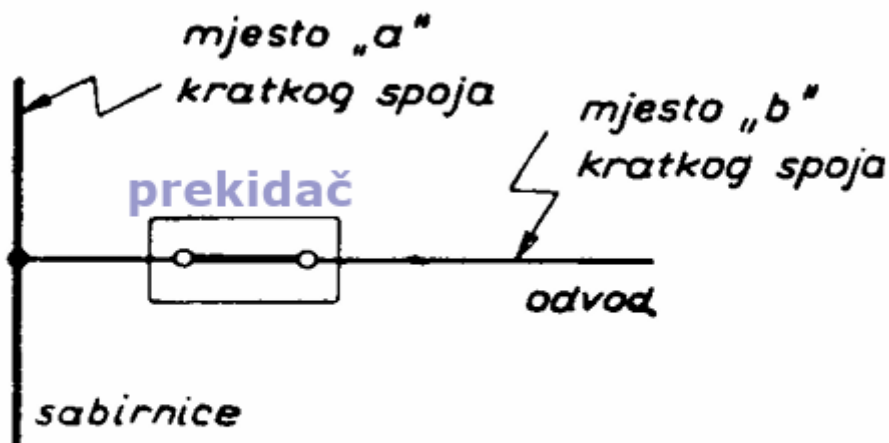 mjesto „a“
kratkog spoja
mjesto „b“
kratkog spoja
prekidač
odvod
sabirnice